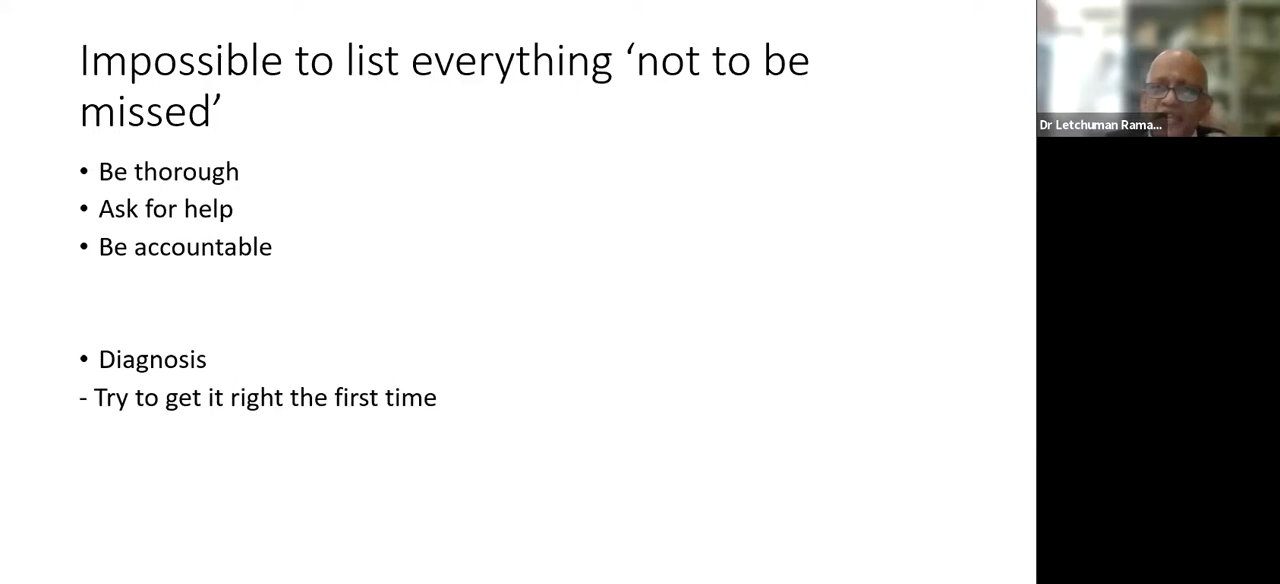 Impossible to list everything ‘not to be
missed’
• Be thorough
• Ask for help
• Be accountable
• Diagnosis
- Try to get it right the first time
Dr Letchuman Rama...